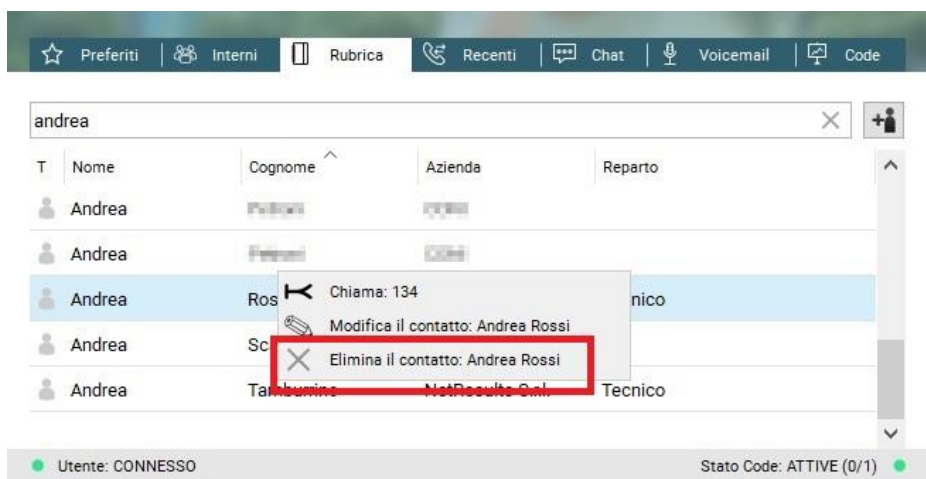 Preferiti Interni Rubrica Recenti Chat Voicemail Code
andrea
T Nome Cognome Azienda Reparto
Andrea
Andrea
Andrea Ros nico
Chiama: 134
Modifica il contatto: Andrea Rossi
Andrea Sc
Elimina il contatto: Andrea Rossi
Andrea Tamburrino NetResults S.r.l. Tecnico
Utente: CONNESSO Stato Code: ATTIVE (0/1)